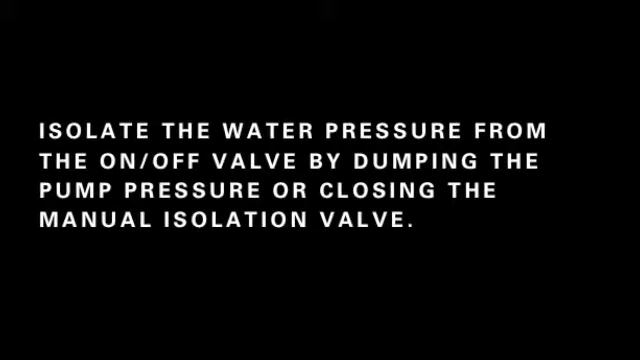 ISOLATE THE WATER PRESSURE FROM
THE ON/OFF VALVE BY DUMPING THE
PUMP PRESSURE OR CLOSING THE
MANUAL ISOLATION VALVE.